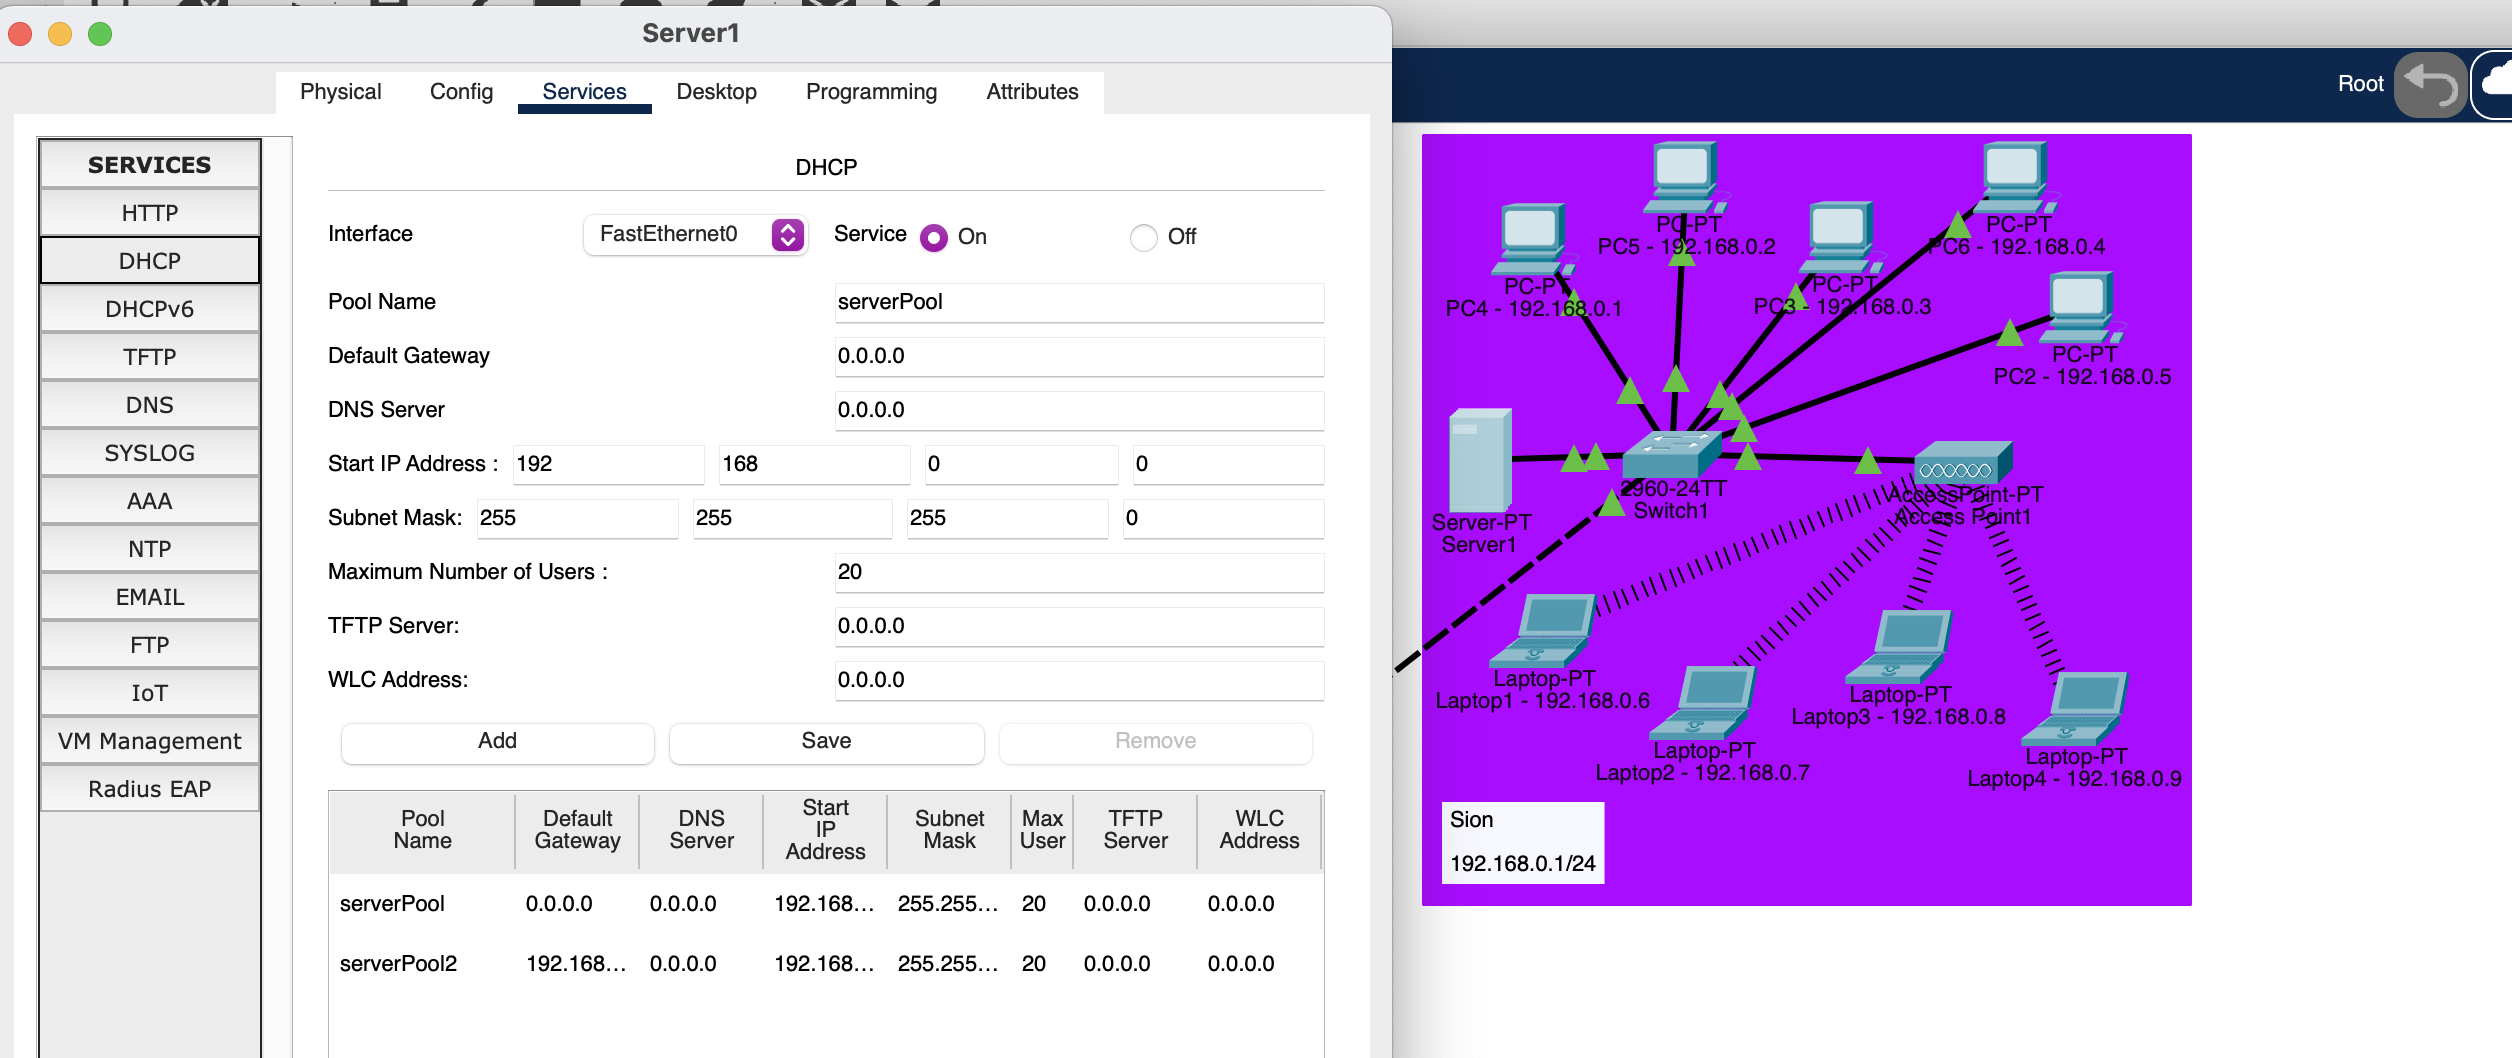 Server1
Physical
Config
Services
Desktop
Programming
Attributes
Root
SERVICES
HTTP
DHCP
DHCPv6
TFTP
DNS
SYSLOG
AAA
NTP
EMAIL
FTP
IoT
VM Management
Radius EAP
DHCP
Interface
FastEthernet0
Service
On
Off
Pool Name
serverPool
Default Gateway
0.0.0.0
DNS Server
0.0.0.0
Start IP Address :
192
168
0
0
Subnet Mask:
255
255
255
0
Maximum Number of Users :
20
TFTP Server:
0.0.0.0
WLC Address:
0.0.0.0
Add
Save
Remove
Pool
Name
Default
Gateway
DNS
Server
Start
IP
Address
Subnet
Mask
Max
User
TFTP
Server
WLC
Address
serverPool
0.0.0.0
0.0.0.0
192.168...
255.255...
20
0.0.0.0
0.0.0.0
serverPool2
192.168...
0.0.0.0
192.168...
255.255...
20
0.0.0.0
0.0.0.0
PC-PT
PC5 - 192.168.0.2
PC-PT
PC6 - 192.168.0.4
PC-PT
PC4 - 192.168.0.1
PC-PT
PC3 - 192.168.0.3
PC-PT
PC2 - 192.168.0.5
Server-PT
Server1
2960-24TT
Switch1
AccessPoint-PT
Access Point1
Laptop-PT
Laptop1 - 192.168.0.6
Laptop-PT
Laptop2 - 192.168.0.7
Laptop-PT
Laptop3 - 192.168.0.8
Laptop-PT
Laptop4 - 192.168.0.9
Sion
192.168.0.1/24